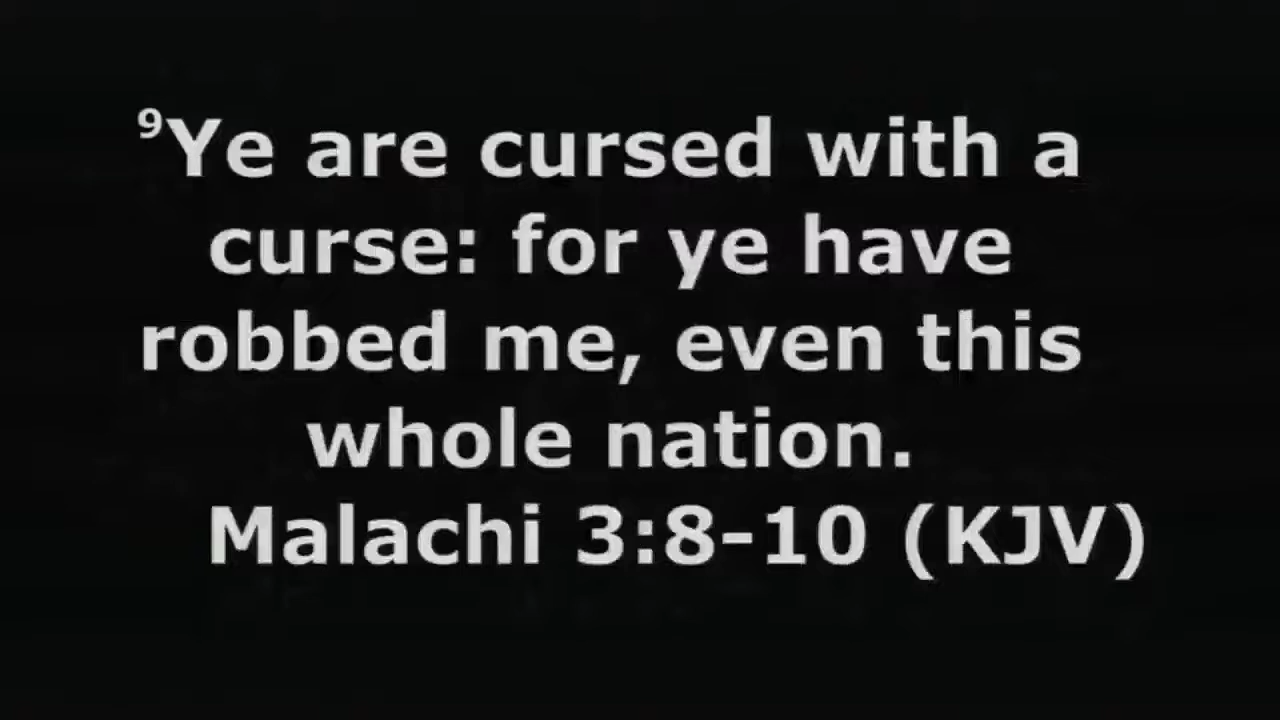 ⁹Ye are cursed with a
curse: for ye have
robbed me, even this
whole nation.
Malachi 3:8-10 (KJV)